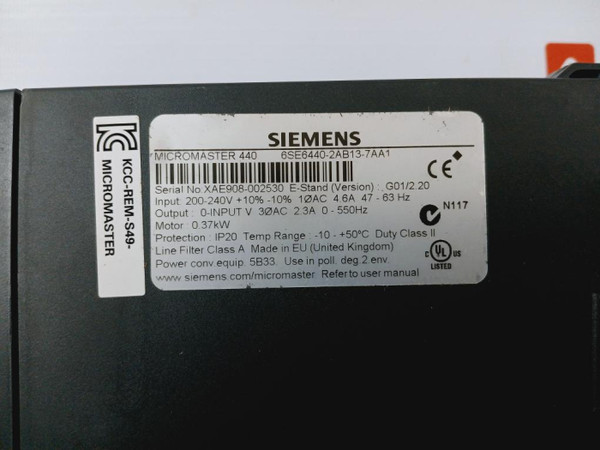 SIEMENS
MICROMASTER 440 6SE6440-2AB13-7AA1
Serial No:XAE908-002530 E-Stand (Version) : G01/2.20
Input: 200-240V +10% -10% 1ØAC 4.6A 47 - 63 Hz
Output : 0-INPUT V 3ØAC 2.3A 0 - 550Hz
Motor 0.37kW
Protection : IP20 Temp Range : -10 - +50ºC Duty Class II
Line Filter Class A Made in EU (United Kingdom)
Power conv.equip. 5B33. Use in poll. deg.2.env.
www.siemens.com/micromaster Refer to user manual
CE
N117
C UL US
LISTED
KCC-REM-S49-
MICROMASTER